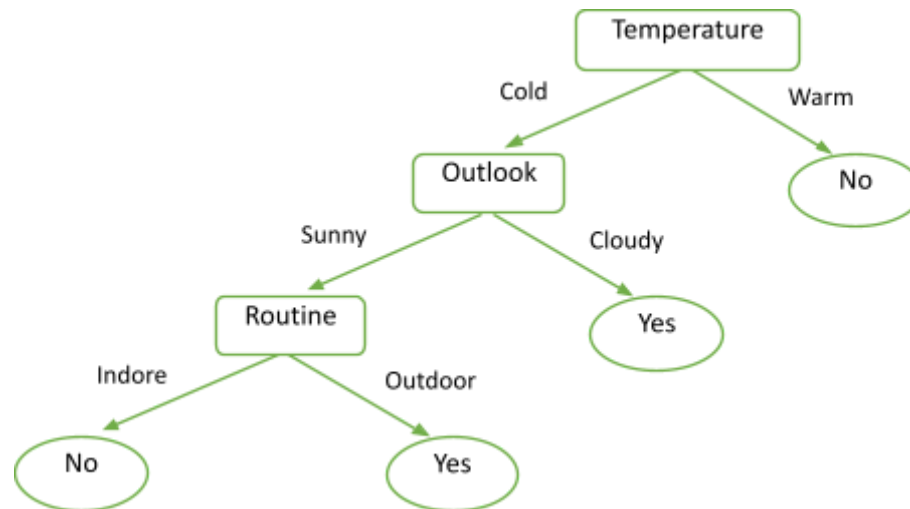 Temperature
Cold
Warm
Outlook
No
Sunny
Cloudy
Routine
Yes
Indore
Outdoor
No
Yes